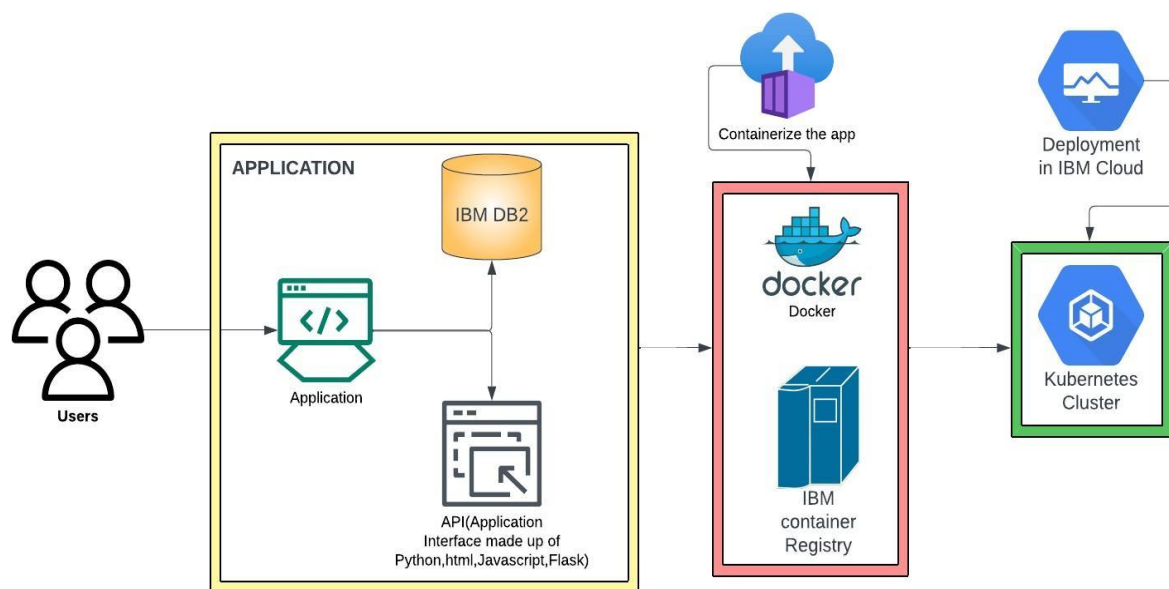 APPLICATION
IBM DB2
Users
Application
API(Application
Interface made up of
Python,html,Javascript,Flask)
Containerize the app
docker
Docker
IBM
container
Registry
Deployment
in IBM Cloud
Kubernetes
Cluster